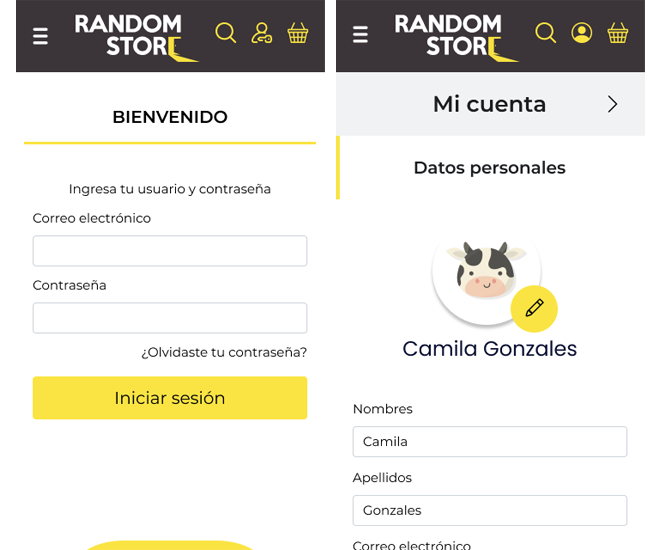 RANDOM
STORE
BIENVENIDO
Ingresa tu usuario y contraseña
Correo electrónico
Contraseña
¿Olvidaste tu contraseña?
Iniciar sesión
RANDOM
STORE
Mi cuenta
Datos personales
Camila Gonzales
Nombres
Camila
Apellidos
Gonzales
Correo electrónico